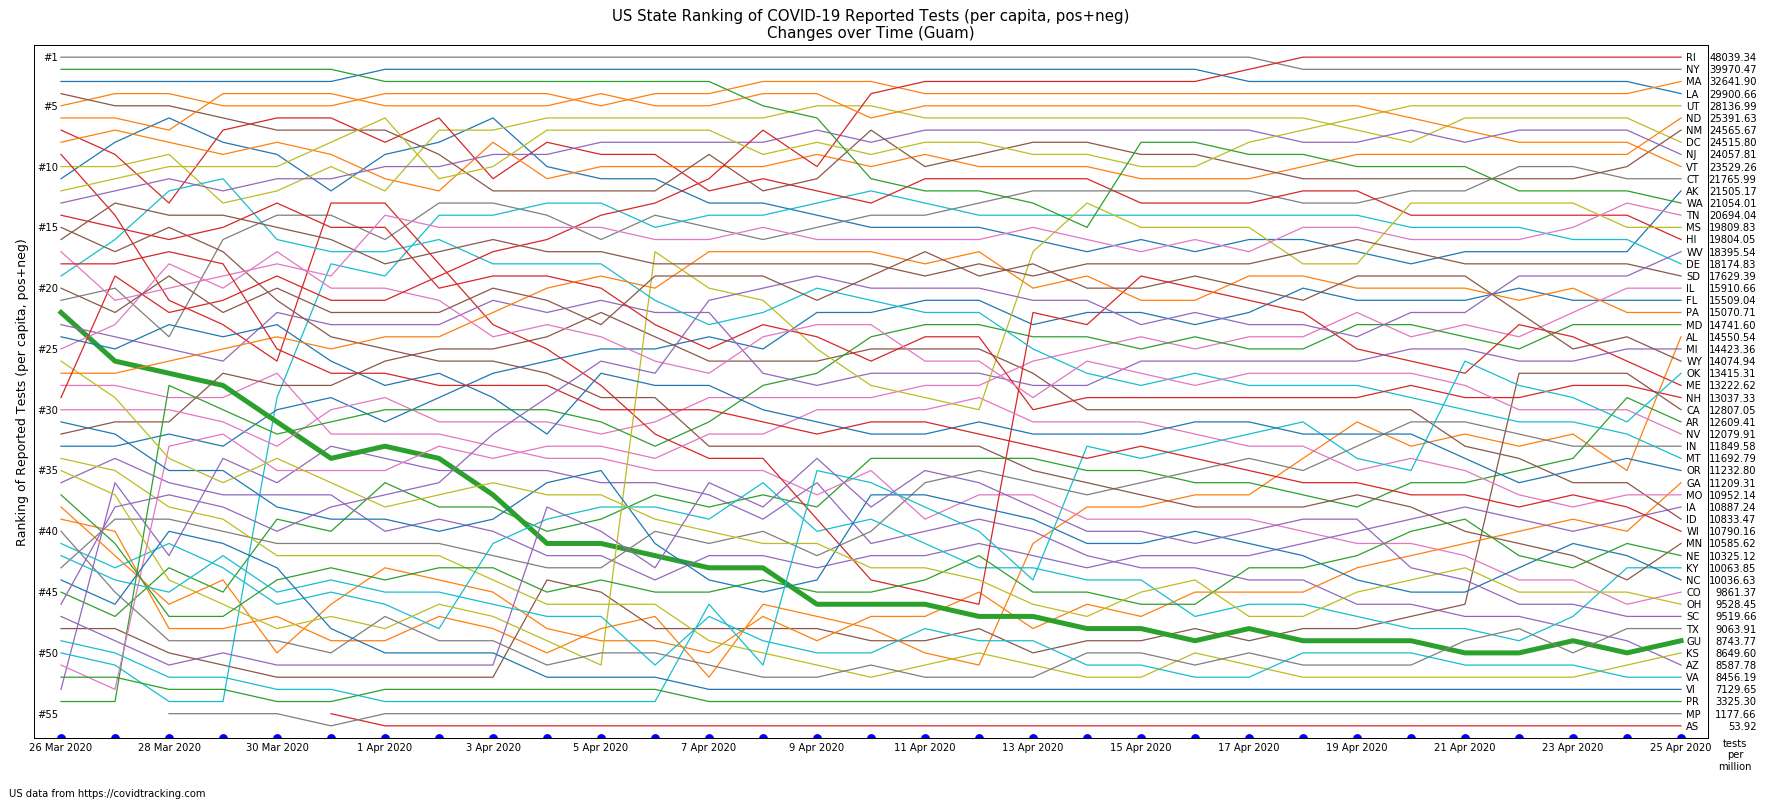 US State Ranking of COVID-19 Reported Tests (per capita, pos+neg)
Changes over Time (Guam)
Ranking of Reported Tests (per capita, pos+neg)
#1
#5
#10
#15
#20
#25
#30
#35
#40
#45
#50
#55
RI 48039.34
NY 39970.47
MA 32641.90
LA 29900.66
UT 28136.99
ND 25391.63
NM 24565.67
DC 24515.80
NJ 24057.81
VT 23529.26
CT 21765.99
AK 21505.17
WA 21054.01
TN 20694.04
MS 19809.83
HI 19804.05
WV 18395.54
DE 18174.83
SD 17629.39
IL 15910.66
FL 15509.04
PA 15070.71
MD 14741.60
AL 14550.54
MI 14423.36
WY 14074.94
OK 13415.31
ME 13222.62
NH 13037.33
CA 12807.05
AR 12609.41
NV 12079.91
IN 11849.58
MT 11692.79
OR 11232.80
GA 11209.31
MO 10952.14
IA 10887.24
ID 10833.47
WI 10790.16
MN 10585.62
NE 10325.12
KY 10063.85
NC 10036.63
CO 9861.37
OH 9528.45
SC 9519.66
TX 9063.91
GU 8743.77
KS 8649.60
AZ 8587.78
VA 8456.19
VI 7129.65
PR 3325.30
MP 1177.66
AS 53.92
26 Mar 2020 28 Mar 2020 30 Mar 2020 1 Apr 2020 3 Apr 2020 5 Apr 2020 7 Apr 2020 9 Apr 2020 11 Apr 2020 13 Apr 2020 15 Apr 2020 17 Apr 2020 19 Apr 2020 21 Apr 2020 23 Apr 2020 25 Apr 2020
tests
per
million
US data from https://covidtracking.com